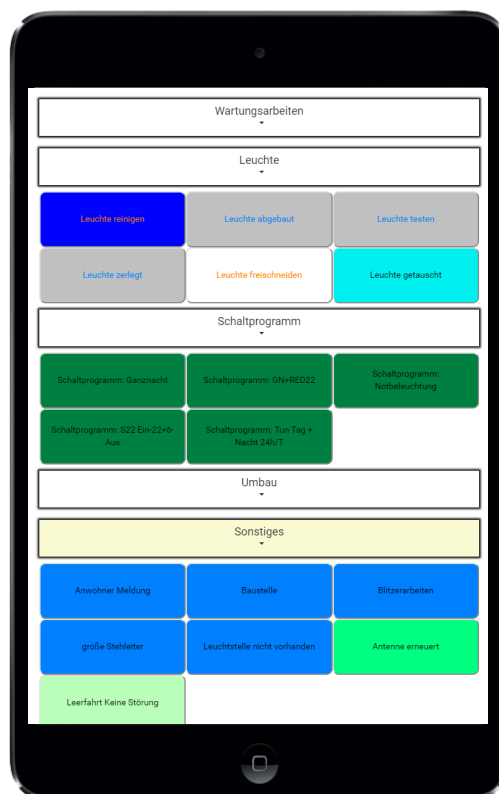 Wartungsarbeiten
Leuchte
Leuchte reinigen
Leuchte abgebaut
Leuchte testen
Leuchte zerlegt
Leuchte freischneiden
Leuchte getauscht
Schaltprogramm
Schaltprogramm: Ganznacht
Schaltprogramm: GN+RED22
Schaltprogramm:
Notbeleuchtung
Schaltprogramm: S22 Ein-22+6-
Aus
Schaltprogramm: Tun Tag +
Nacht 24h/T
Umbau
Sonstiges
Anwohner Meldung
Baustelle
Blitzerarbeiten
große Stehleiter
Leuchtstelle nicht vorhanden
Antenne erneuert
Leerfahrt Keine Störung